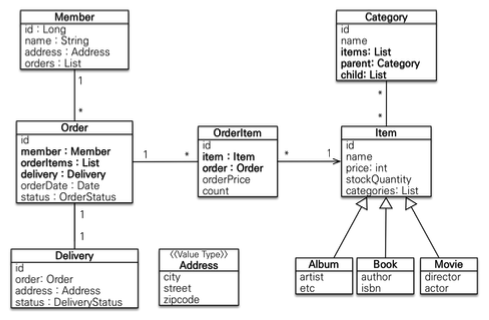 Member
id : Long
name : String
address : Address
orders : List
Category
id
name
items: List
parent: Category
child: List
1
*
*
*
Order
id
member : Member
orderItems : List
delivery : Delivery
orderDate : Date
status : OrderStatus
1
*
OrderItem
id
item : Item
order : Order
orderPrice
count
*
1
Item
id
name
price: int
stockQuantity
categories: List
1
1
Delivery
id
order: Order
address : Address
status : DeliveryStatus
⟨⟨Value Type⟩⟩
Address
city
street
zipcode
Album
artist
etc
Book
author
isbn
Movie
director
actor